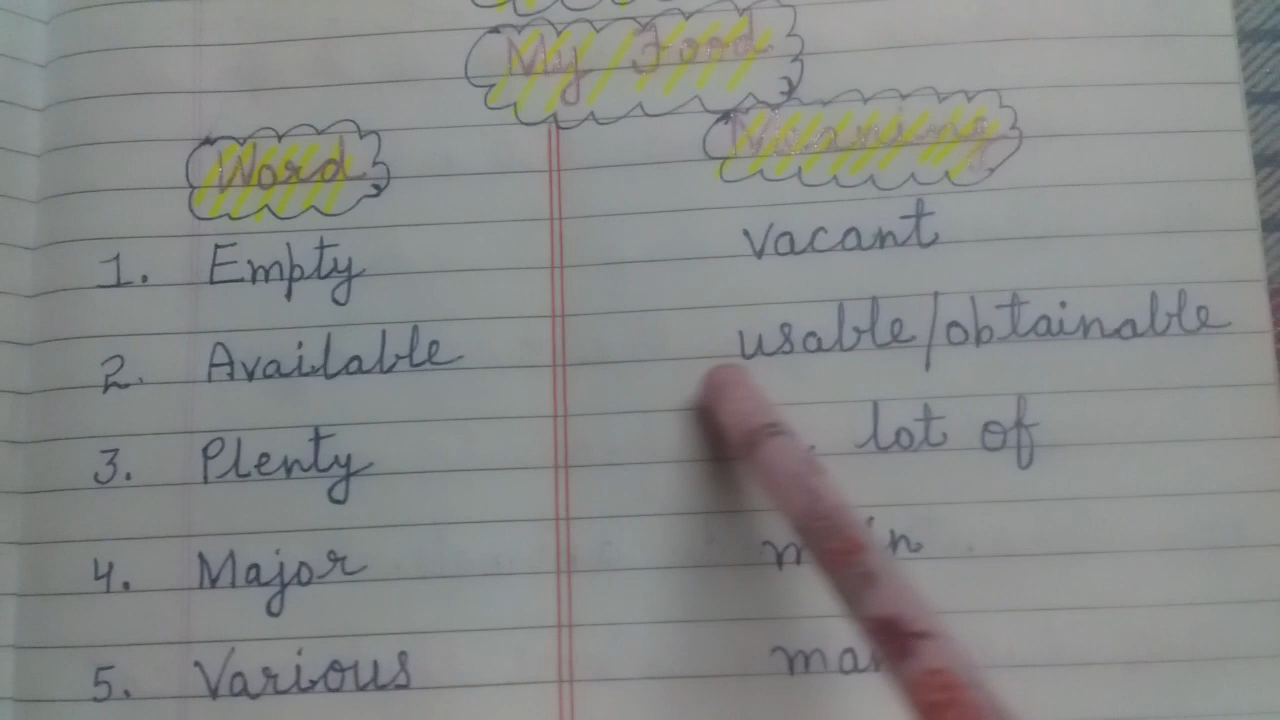 My Food
Word Meaning
1. Empty vacant
2. Available usable/obtainable
3. Plenty lot of
4. Major
5. Various